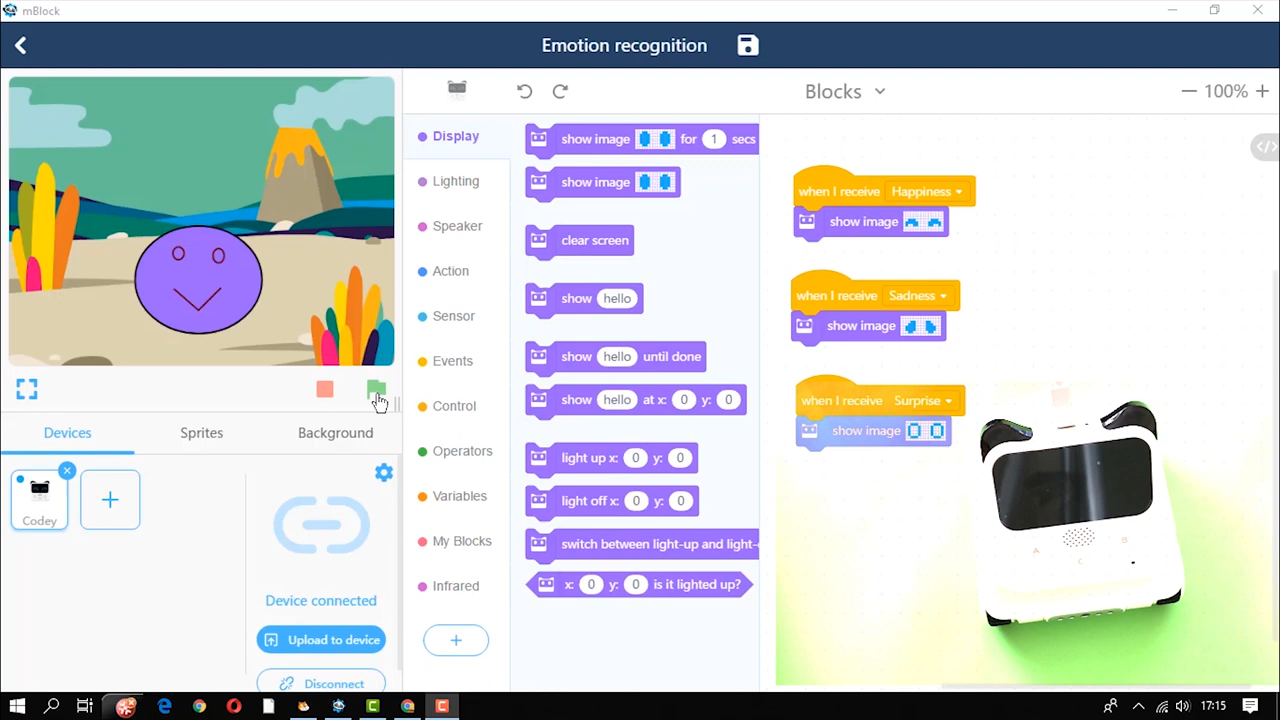 mBlock
Emotion recognition
Blocks
100%
Display
Lighting
Speaker
Action
Sensor
Events
Control
Operators
Variables
My Blocks
Infrared
show image for 1 secs
show image
clear screen
show hello
show hello until done
show hello at x: 0 y: 0
light up x: 0 y: 0
light off x: 0 y: 0
switch between light-up and light-
x: 0 y: 0 is it lighted up?
when I receive Happiness
show image
when I receive Sadness
show image
when I receive Surprise
show image
A
B
C
Devices
Sprites
Background
Codey
Device connected
Upload to device
Disconnect
17:15